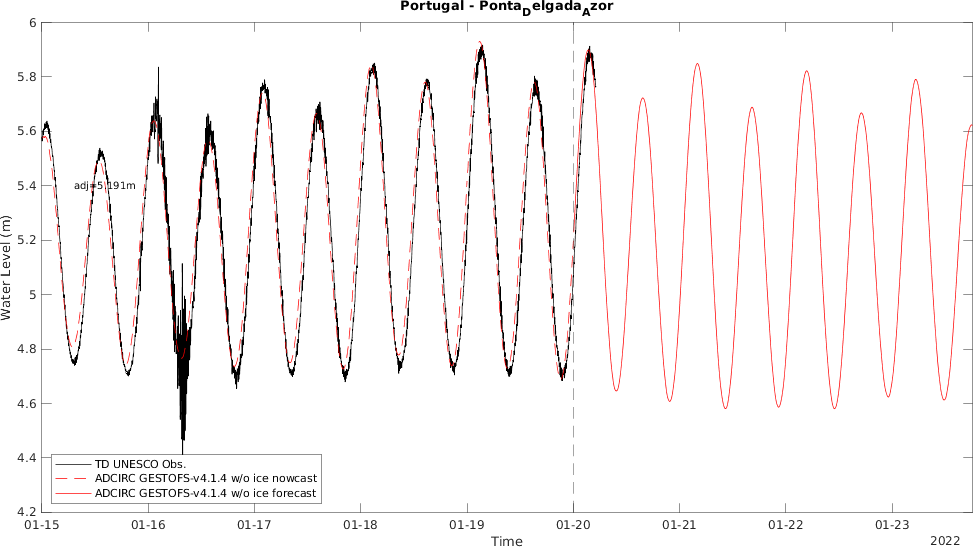 Portugal - PontaDelgadaAzor
6
5.8
5.6
5.4
5.2
5
4.8
4.6
4.4
4.2
Water Level (m)
adj=5.191m
TD UNESCO Obs.
ADCIRC GESTOFS-v4.1.4 w/o ice nowcast
ADCIRC GESTOFS-v4.1.4 w/o ice forecast
01-15 01-16 01-17 01-18 01-19 01-20 01-21 01-22 01-23
Time
2022